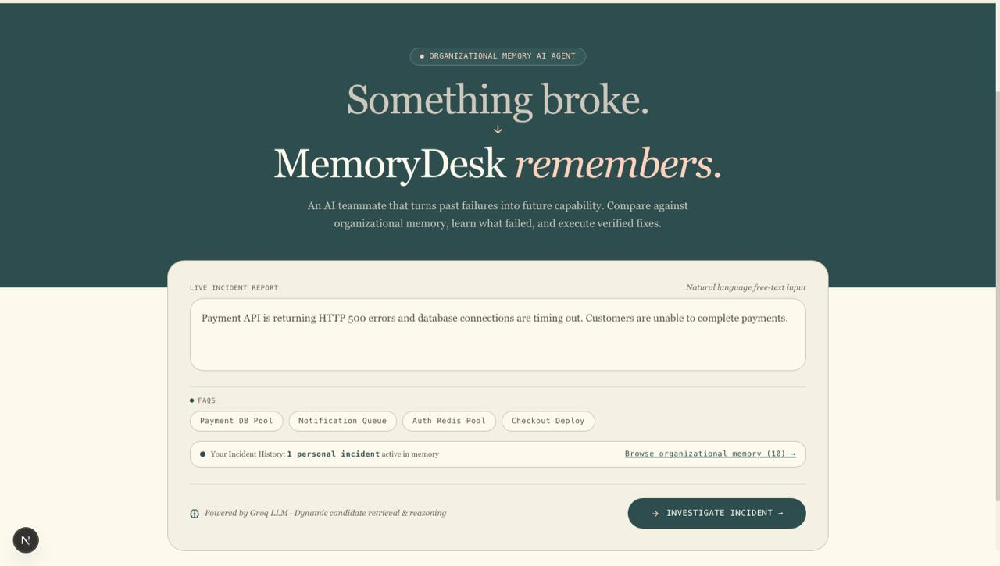 ORGANIZATIONAL MEMORY AI AGENT
Something broke.
↓
MemoryDesk remembers.
An AI teammate that turns past failures into future capability. Compare against
organizational memory, learn what failed, and execute verified fixes.
LIVE INCIDENT REPORT
Natural language free-text input
Payment API is returning HTTP 500 errors and database connections are timing out. Customers are unable to complete payments.
FAQS
Payment DB Pool
Notification Queue
Auth Redis Pool
Checkout Deploy
Your Incident History: 1 personal incident active in memory
Browse organizational memory (10) →
Powered by Groq LLM · Dynamic candidate retrieval & reasoning
→ INVESTIGATE INCIDENT →
N